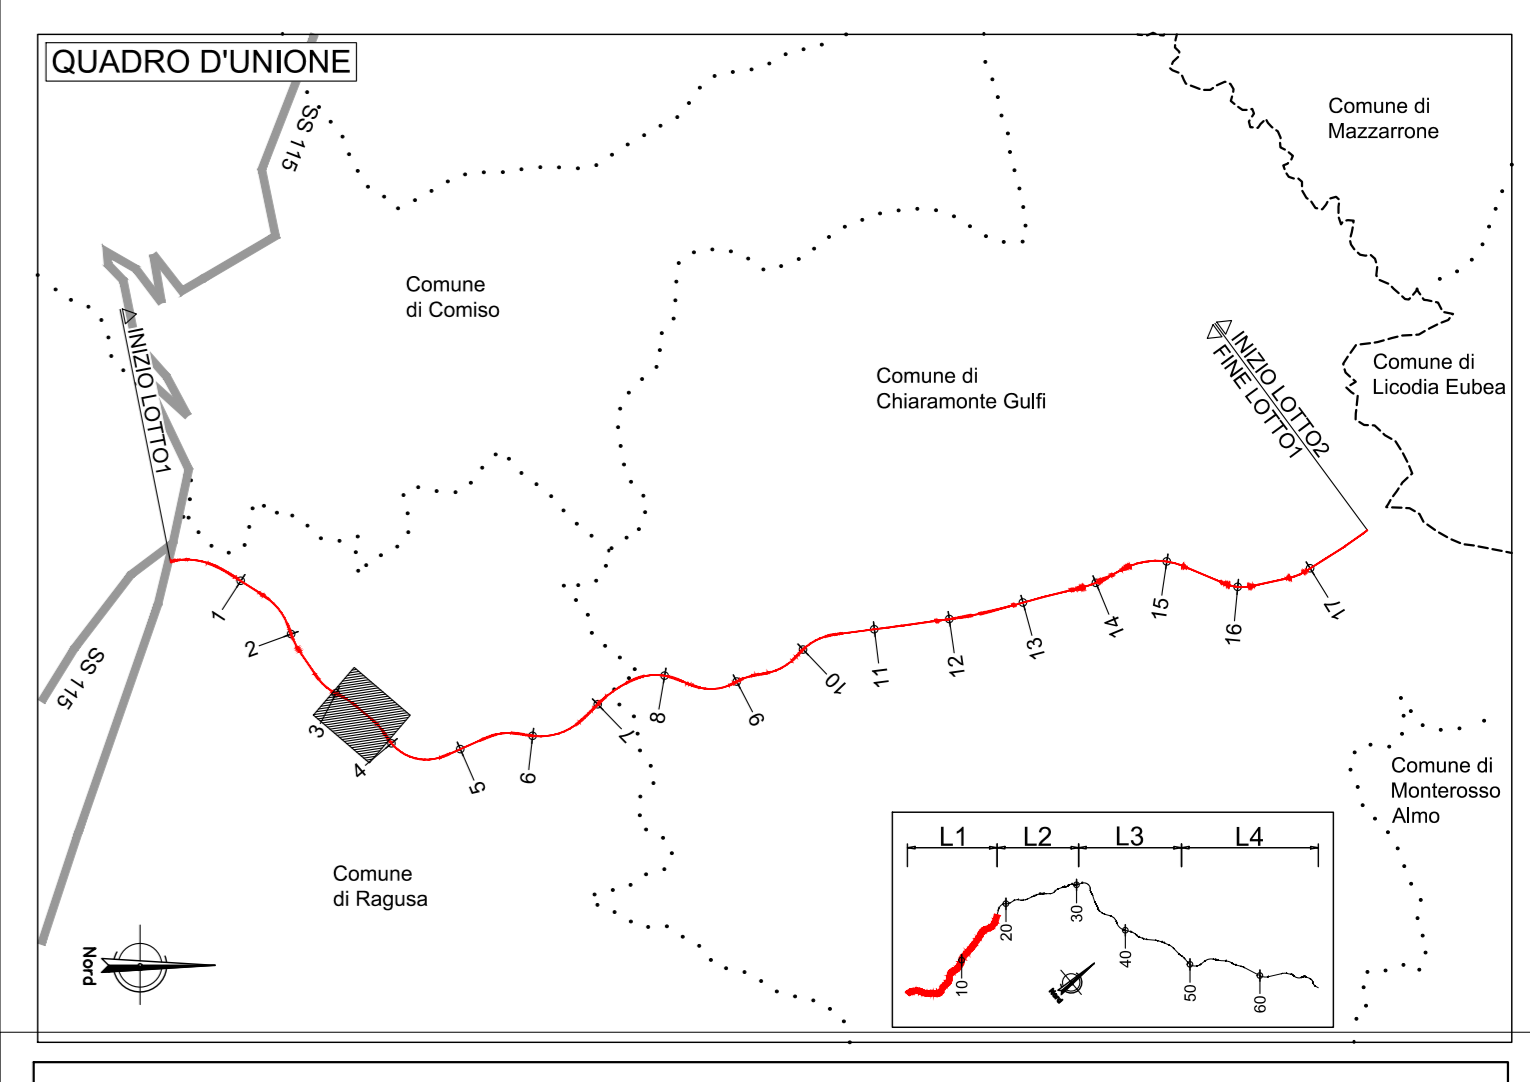 QUADRO D'UNIONE
SS 115
Comune di
Mazzarrone
Comune
di Comiso
INIZIO LOTTO1
INIZIO LOTTO2
FINE LOTTO1
Comune di
Chiaramonte Gulfi
Comune di
Licodia Eubea
1
2
3
4
5
6
7
8
9
10
11
12
13
14
15
16
17
SS 115
Comune di
Monterosso
Almo
Comune
di Ragusa
Nord
L1 L2 L3 L4
10
20
30
40
50
60
Nord